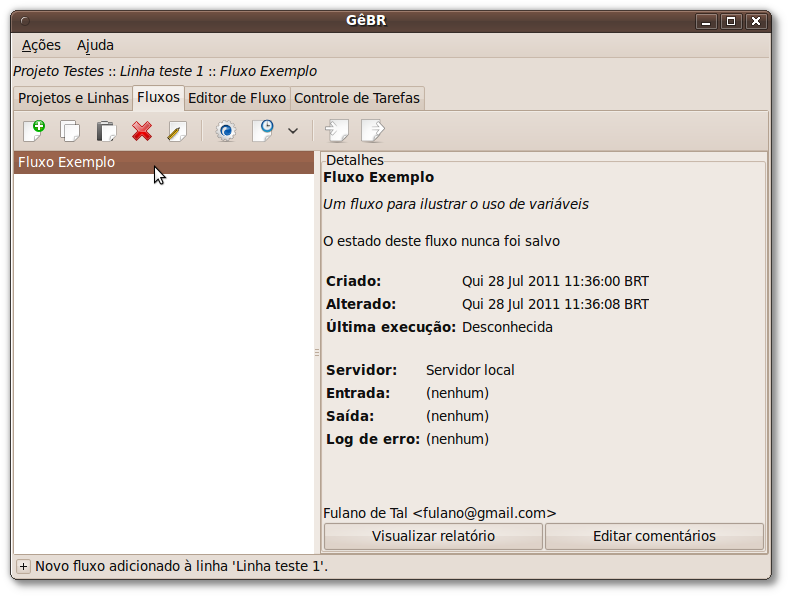 GêBR
Ações Ajuda
Projeto Testes :: Linha teste 1 :: Fluxo Exemplo
Projetos e Linhas Fluxos Editor de Fluxo Controle de Tarefas
Fluxo Exemplo
Detalhes
Fluxo Exemplo
Um fluxo para ilustrar o uso de variáveis
O estado deste fluxo nunca foi salvo
Criado: Qui 28 Jul 2011 11:36:00 BRT
Alterado: Qui 28 Jul 2011 11:36:08 BRT
Última execução: Desconhecida
Servidor: Servidor local
Entrada: (nenhum)
Saída: (nenhum)
Log de erro: (nenhum)
Fulano de Tal <fulano@gmail.com>
Visualizar relatório Editar comentários
Novo fluxo adicionado à linha 'Linha teste 1'.